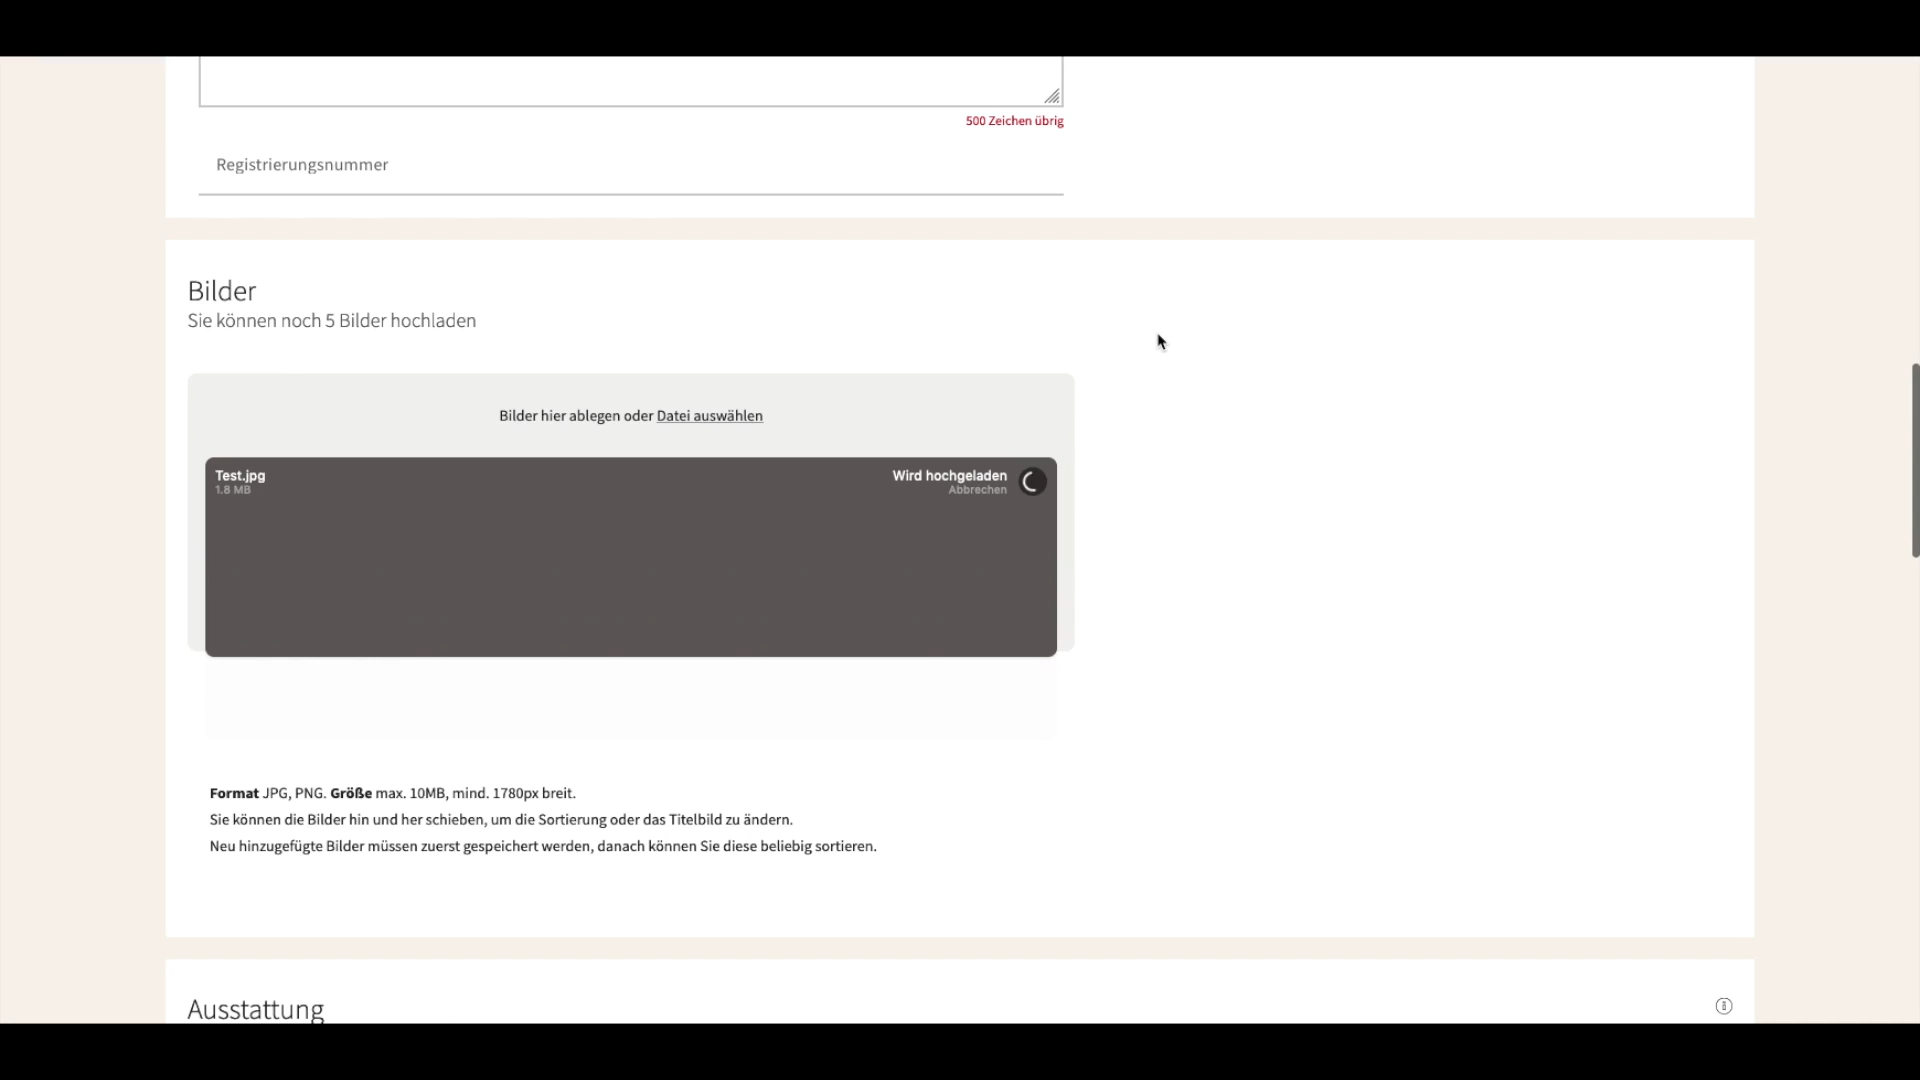 500 Zeichen übrig
Registrierungsnummer
Bilder
Sie können noch 5 Bilder hochladen
Bilder hier ablegen oder Datei auswählen
Test.jpg
1.8 MB
Wird hochgeladen
Abbrechen
Format JPG, PNG. Größe max. 10MB, mind. 1780px breit.
Sie können die Bilder hin und her schieben, um die Sortierung oder das Titelbild zu ändern.
Neu hinzugefügte Bilder müssen zuerst gespeichert werden, danach können Sie diese beliebig sortieren.
Ausstattung